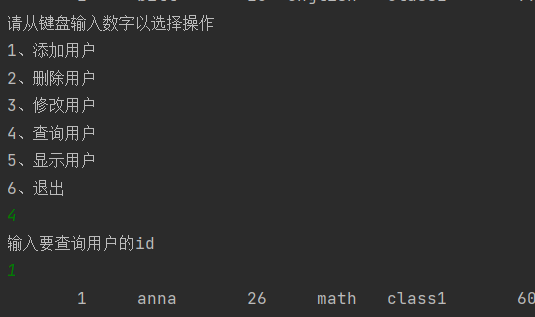 请从键盘输入数字以选择操作
1、添加用户
2、删除用户
3、修改用户
4、查询用户
5、显示用户
6、退出
4
输入要查询用户的id
1
1 anna 26 math class1 60